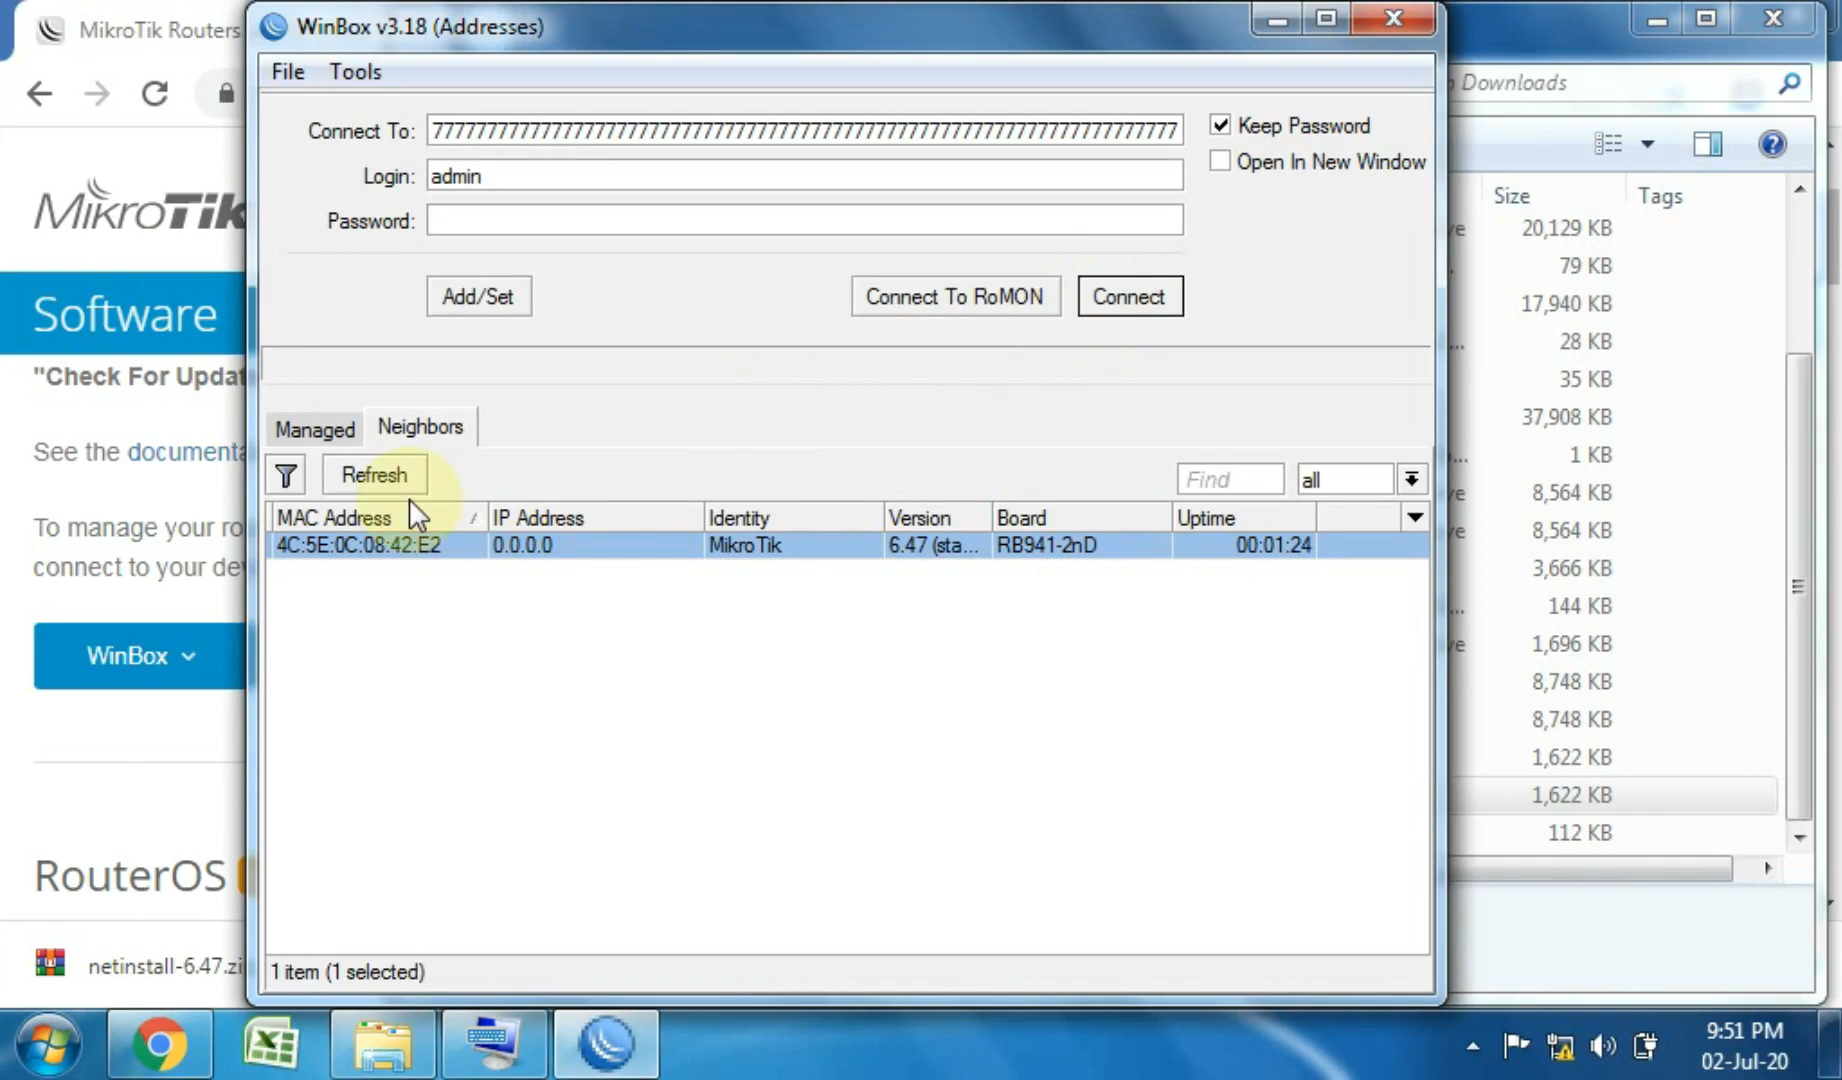 MikroTik Routers
WinBox v3.18 (Addresses)
File Tools
Downloads
Connect To:
Keep Password
Login: admin
Open In New Window
Password:
Add/Set
Connect To RoMON
Connect
MikroTik
Software
"Check For Updat
See the documenta
To manage your ro
connect to your dev
WinBox
RouterOS
netinstall-6.47.zi
Managed
Neighbors
Refresh
Find
all
MAC Address IP Address Identity Version Board Uptime
4C:5E:0C:08:42:E2 0.0.0.0 MikroTik 6.47 (sta... RB941-2nD 00:01:24
1 item (1 selected)
Size Tags
20,129 KB
79 KB
17,940 KB
28 KB
35 KB
37,908 KB
1 KB
8,564 KB
8,564 KB
3,666 KB
144 KB
1,696 KB
8,748 KB
8,748 KB
1,622 KB
1,622 KB
112 KB
9:51 PM
02-Jul-20